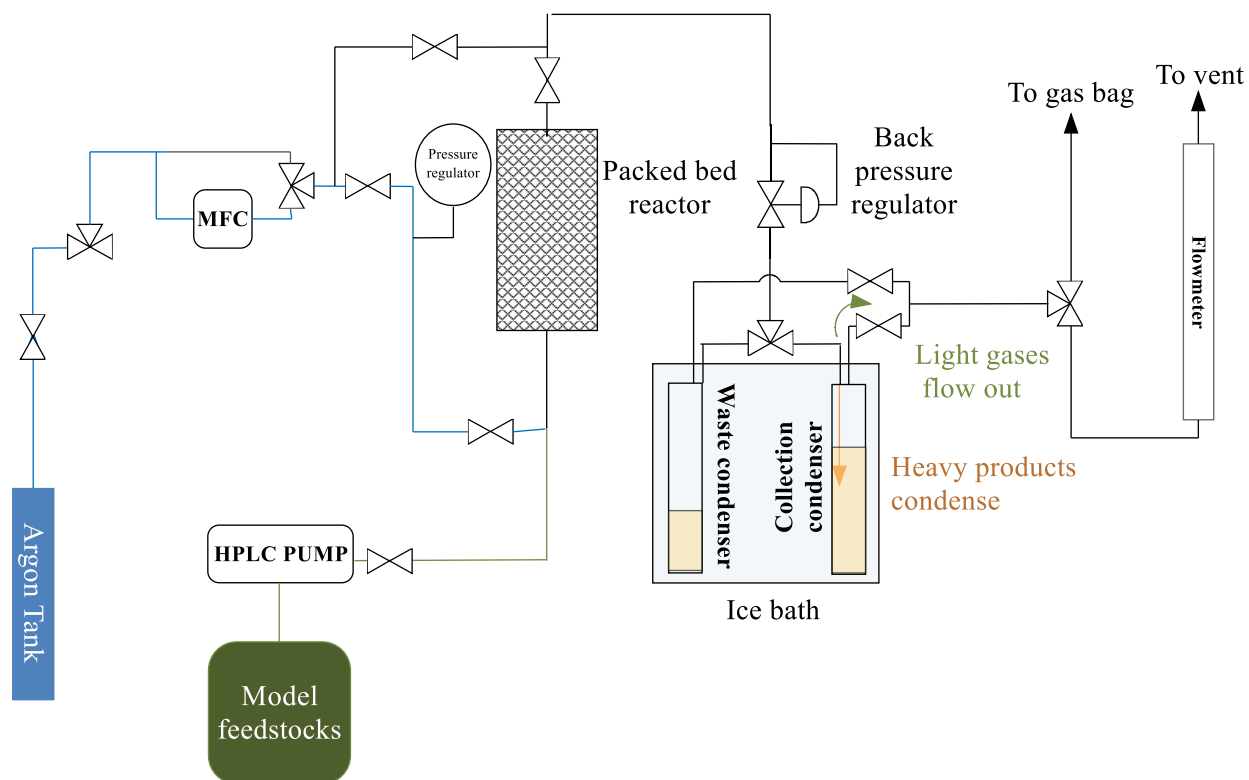 To vent
To gas bag
Back
pressure
regulator
Pressure
regulator
Packed bed
reactor
MFC
Flowmeter
Light gases
flow out
Waste condenser
Collection
condenser
Heavy products
condense
Argon Tank
HPLC PUMP
Ice bath
Model
feedstocks